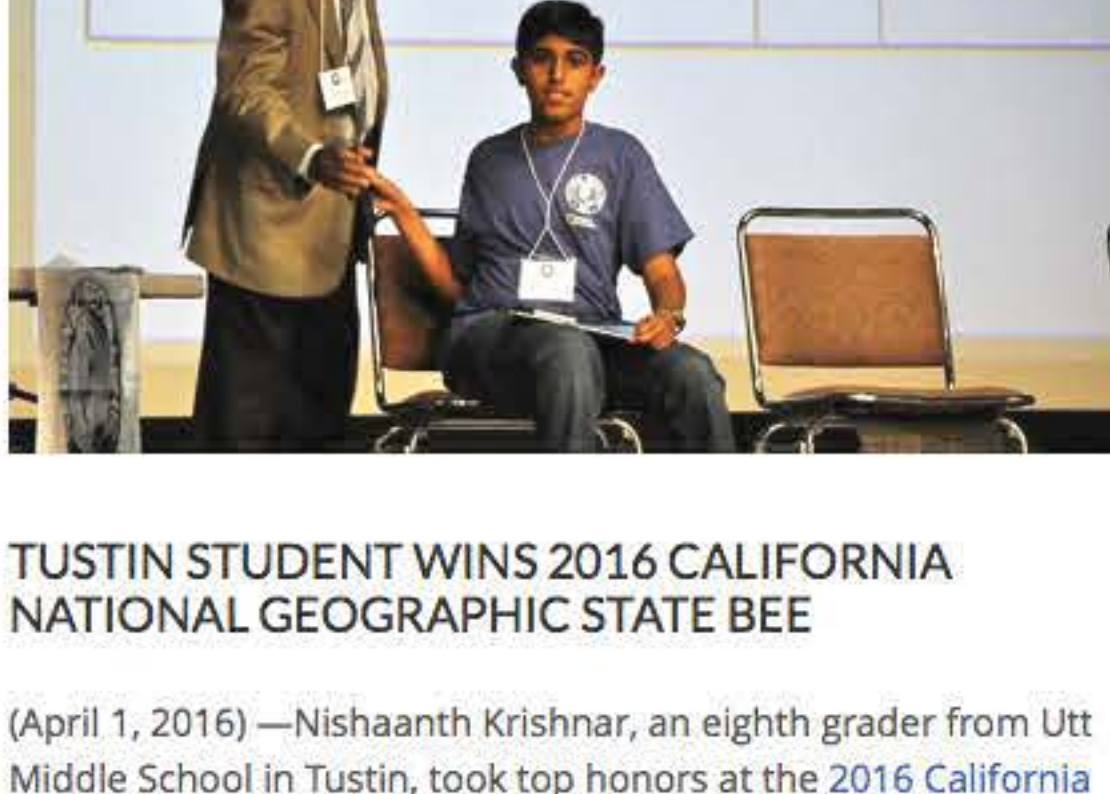 TUSTIN STUDENT WINS 2016 CALIFORNIA
NATIONAL GEOGRAPHIC STATE BEE
(April 1, 2016) —Nishaanth Krishnar, an eighth grader from Utt
Middle School in Tustin, took top honors at the 2016 California